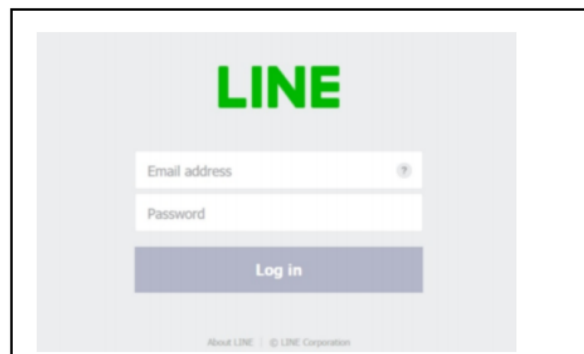 LINE
Email address ?
Password
Log in
About LINE | © LINE Corporation